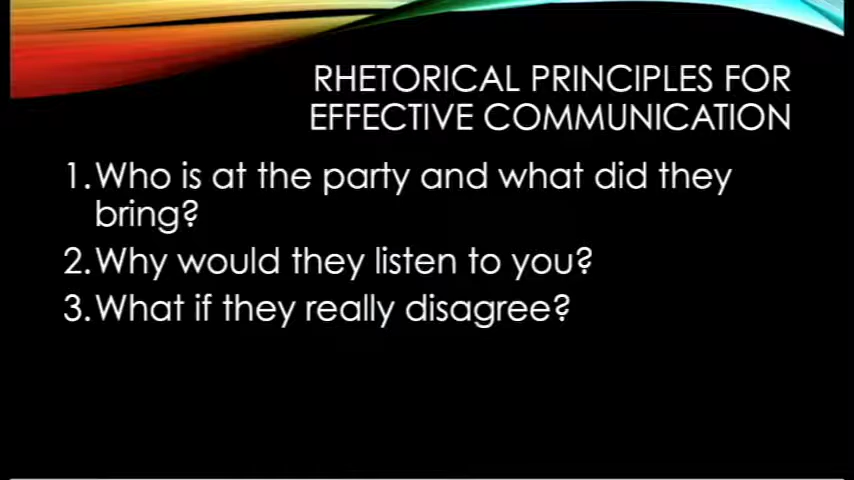 RHETORICAL PRINCIPLES FOR
EFFECTIVE COMMUNICATION
1.Who is at the party and what did they
bring?
2.Why would they listen to you?
3.What if they really disagree?